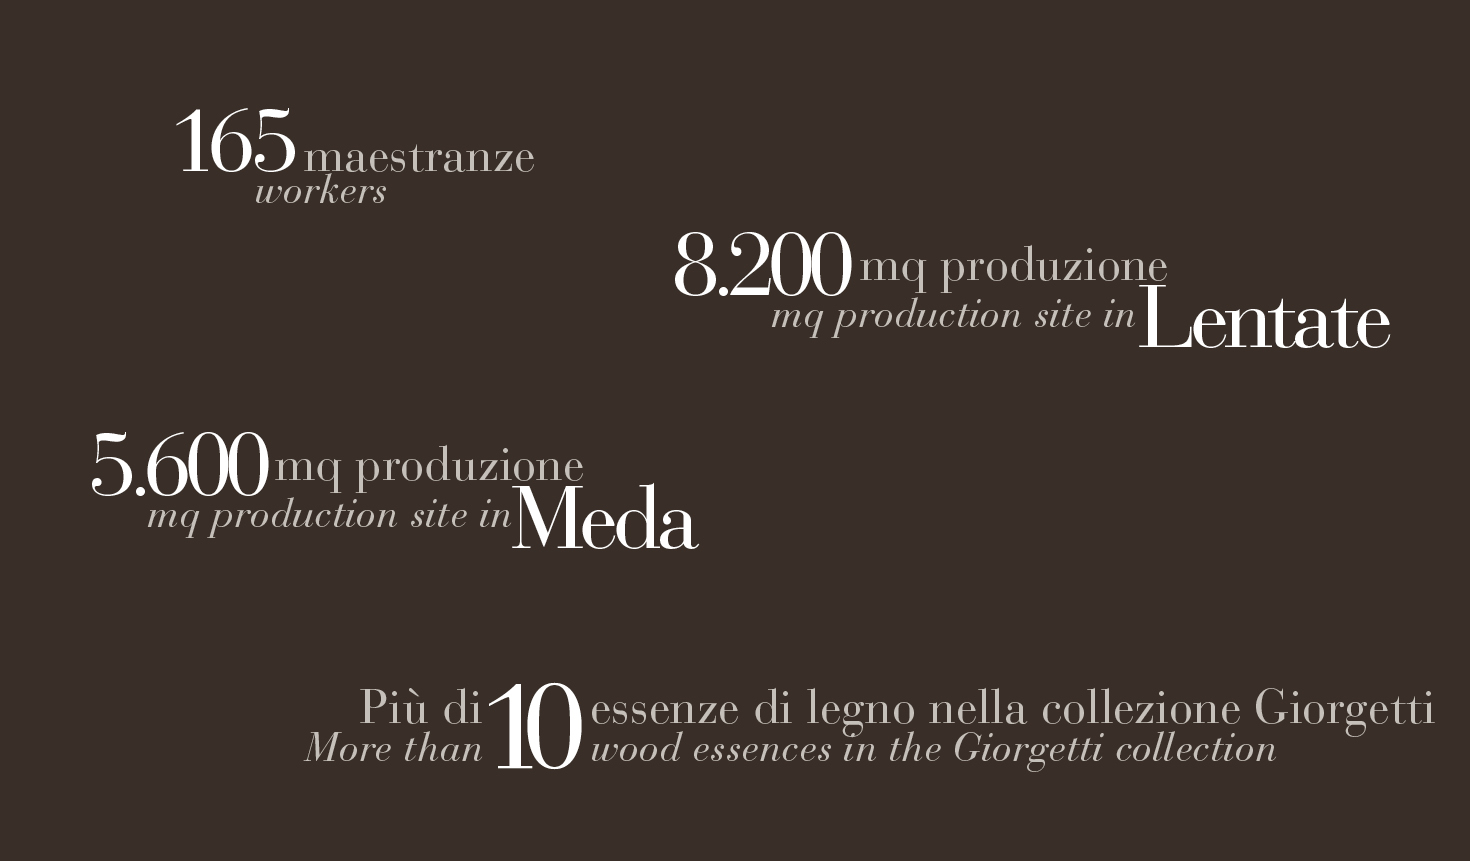 165 maestranze
workers
8.200 mq produzione
mq production site in Lentate
5.600 mq produzione
mq production site in Meda
Più di 10 essenze di legno nella collezione Giorgetti
More than wood essences in the Giorgetti collection